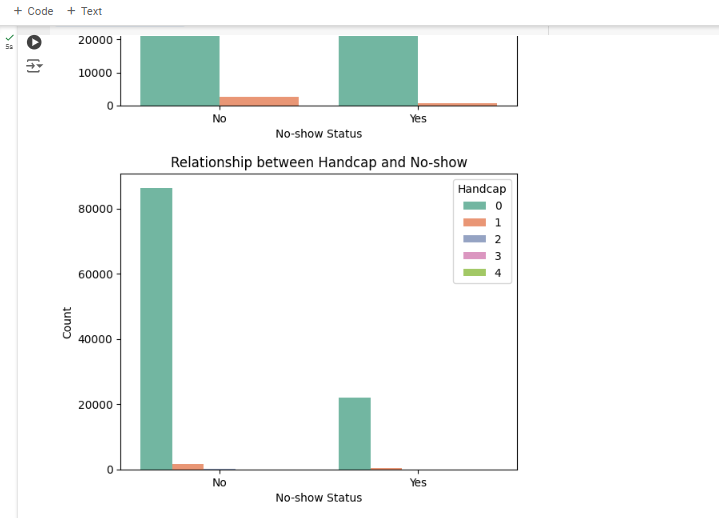 + Code + Text
5s
20000
10000
0
No Yes
No-show Status
Relationship between Handcap and No-show
Handcap
0
1
2
3
4
80000
60000
40000
20000
0
Count
No Yes
No-show Status